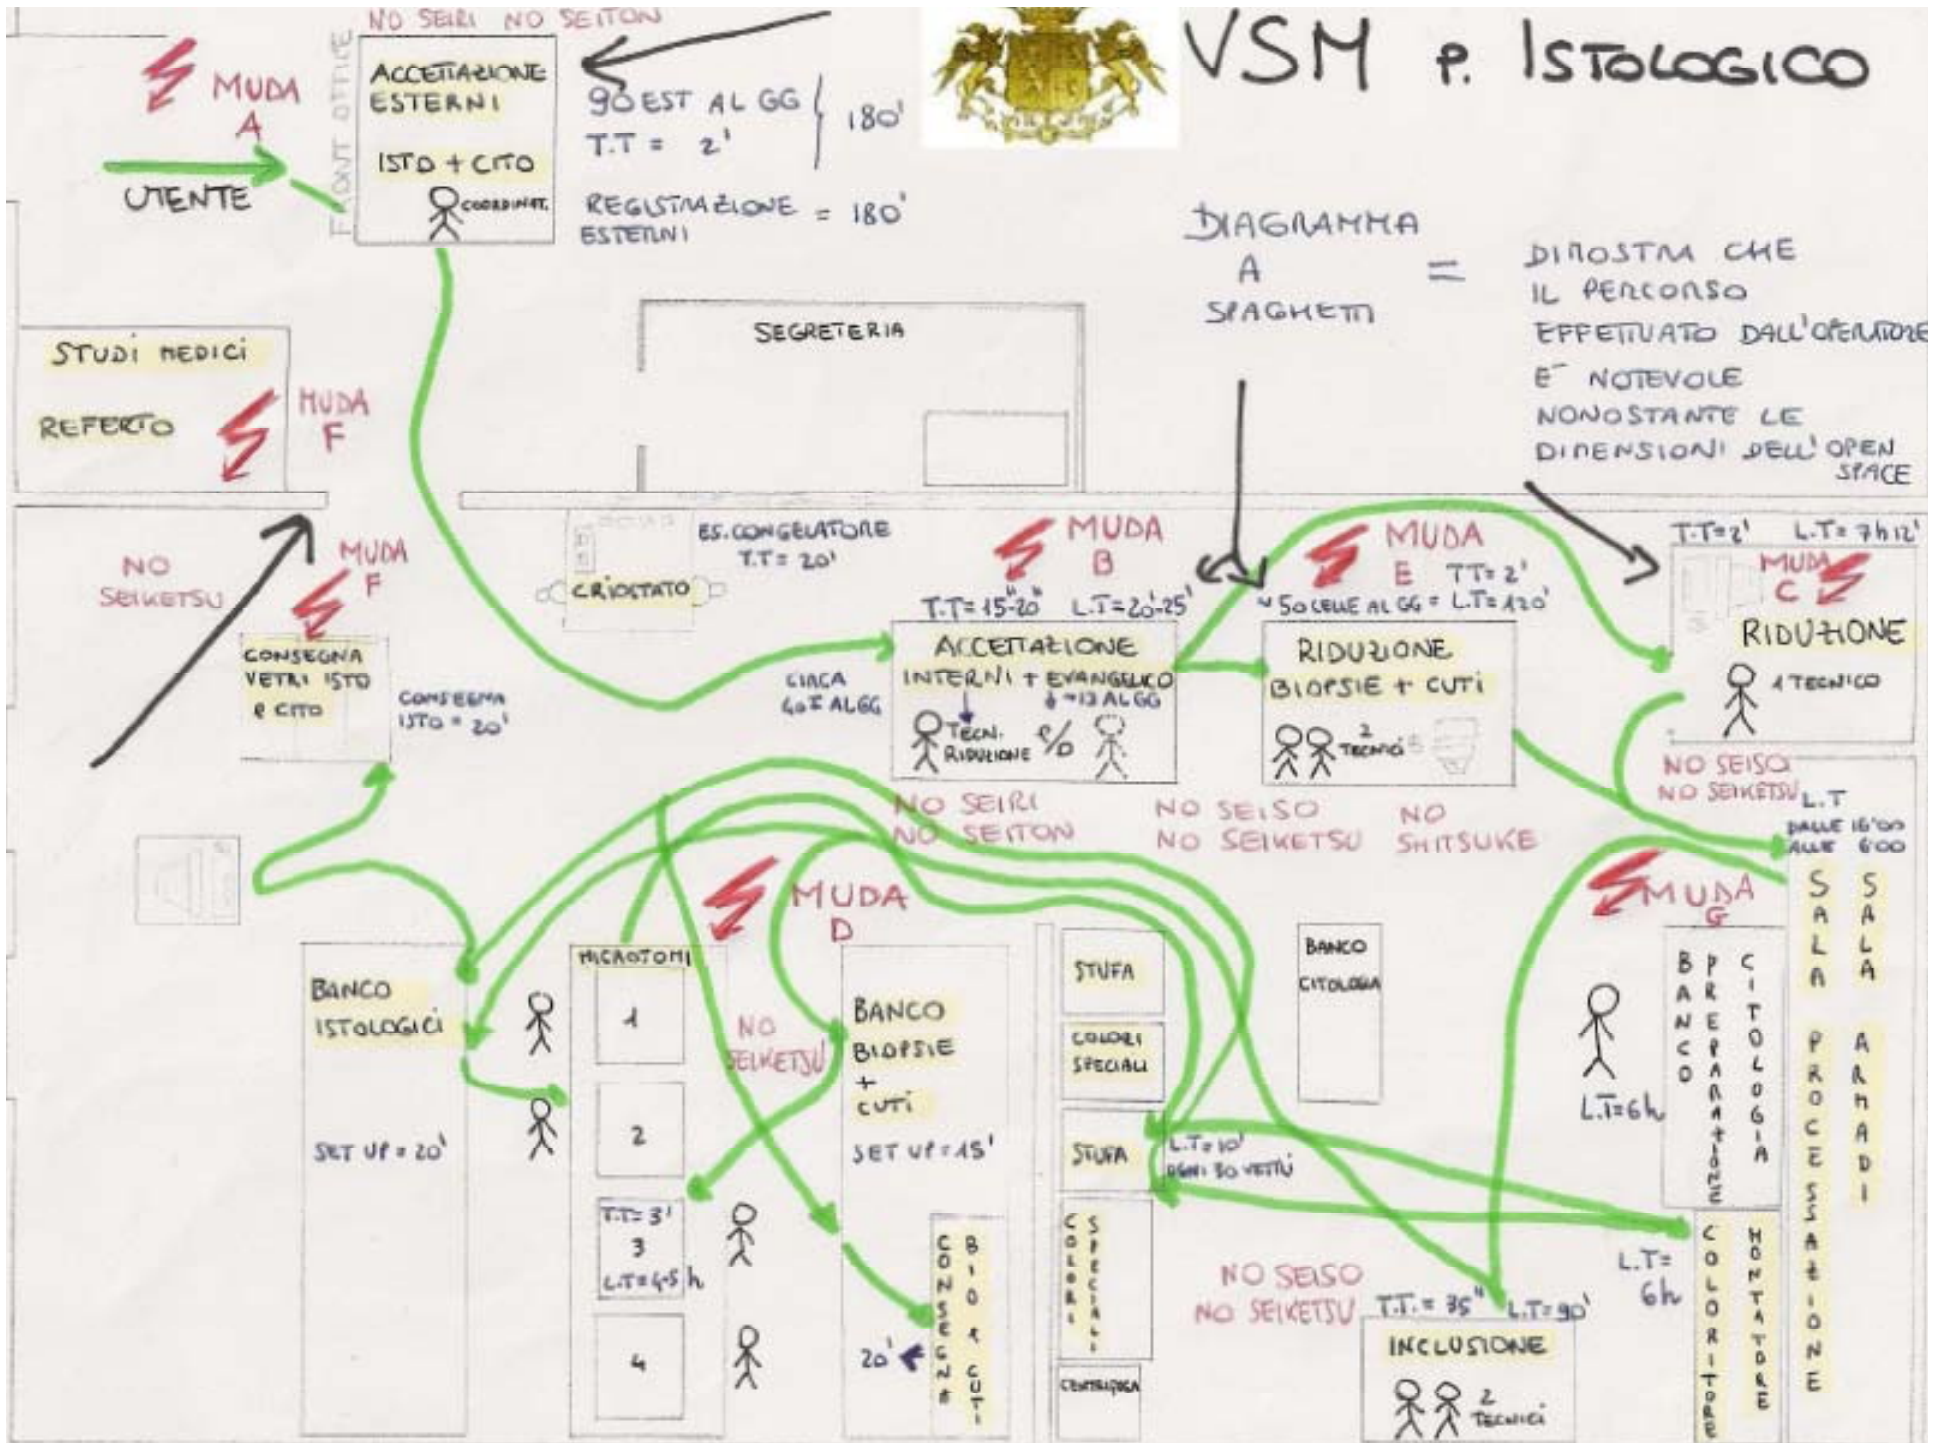 NO SEIRI NO SEITON
VSM P. ISTOLOGICO
MUDA
A
UTENTE
FRONT OFFICE
ACCETTAZIONE
ESTERNI
ISTO + CITO
COORDINAT.
90 EST AL GG
T.T = 2'
180'
REGISTRAZIONE = 180'
ESTERNI
DIAGRAMMA
A
SPAGHETTI
=
DIMOSTRA CHE
IL PERCORSO
EFFETTUATO DALL'OPERATORE
E' NOTEVOLE
NONOSTANTE LE
DIMENSIONI DELL'OPEN
SPACE
STUDI MEDICI
REFERTO
MUDA
F
SEGRETERIA
NO
SEIKETSU
MUDA
F
CONSEGNA
VETRI ISTO
e CITO
CONSEGNA
ISTO = 20'
ES. CONGELATORE
T.T = 20'
CRIOSTATO
MUDA
B
T.T = 15"-20" L.T = 20'-25'
ACCETTAZIONE
INTERNI + EVANGELICO
~13 AL GG
CIRCA
40I AL GG
TECN.
RIDUZIONE
P/D
MUDA
E
TT = 2'
~50 CELLE AL GG = L.T = 120'
RIDUZIONE
BIOPSIE + CUTI
2
TECNICI
T.T = 2' L.T = 7h 12'
MUDA
C
RIDUZIONE
1 TECNICO
NO SEISO
NO SEIKETSU
NO SEIRI
NO SEITON
NO SEISO
NO SEIKETSU
NO
SHITSUKE
L.T
DALLE 16'00
ALLE 6'00
SALA PROCESSAZIONE
SALA ARMADI
MUDA
G
BANCO
PREPARAZIONE
CITOLOGIA
L.T = 6h
MUDA
D
BANCO
ISTOLOGICI
SET UP = 20'
MICROTOMI
1
2
T.T = 3'
3
L.T = 4-5 h
4
NO
SEIKETSU
BANCO
BIOPSIE
+
CUTI
SET UP = 15'
20'
CONSEGNA
BIO e CUTI
STUFA
COLORI
SPECIALI
STUFA
L.T = 10'
OGNI 30 VETRI
COLORI
SPECIALI
CENTRIFUGA
BANCO
CITOLOGIA
NO SEISO
NO SEIKETSU
T.T. = 35" L.T = 90'
INCLUSIONE
2
TECNICI
L.T =
6h
COLORITORE
MONTATORE